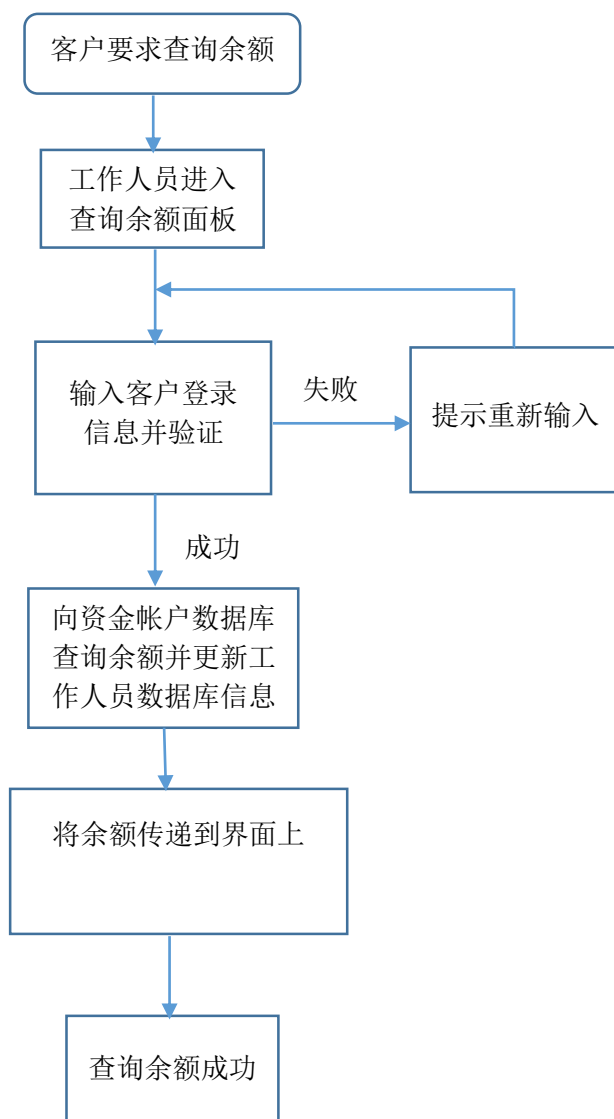 客户要求查询余额
工作人员进入
查询余额面板
输入客户登录
信息并验证
失败
提示重新输入
成功
向资金帐户数据库
查询余额并更新工
作人员数据库信息
将余额传递到界面上
查询余额成功